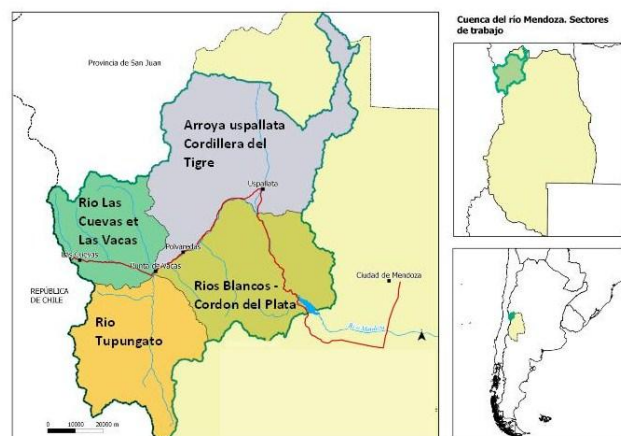 Cuenca del río Mendoza. Sectores
de trabajo
Provincia de San Juan
Arroya uspallata
Cordillera del
Tigre
Uspallata
Rio Las
Cuevas et
Las Vacas
Las Cuevas
Polvaredas
Punta de Vacas
REPÚBLICA
DE CHILE
Rios Blancos -
Cordon del Plata
Ciudad de Mendoza
Rio
Tupungato
0 10000 20000 m